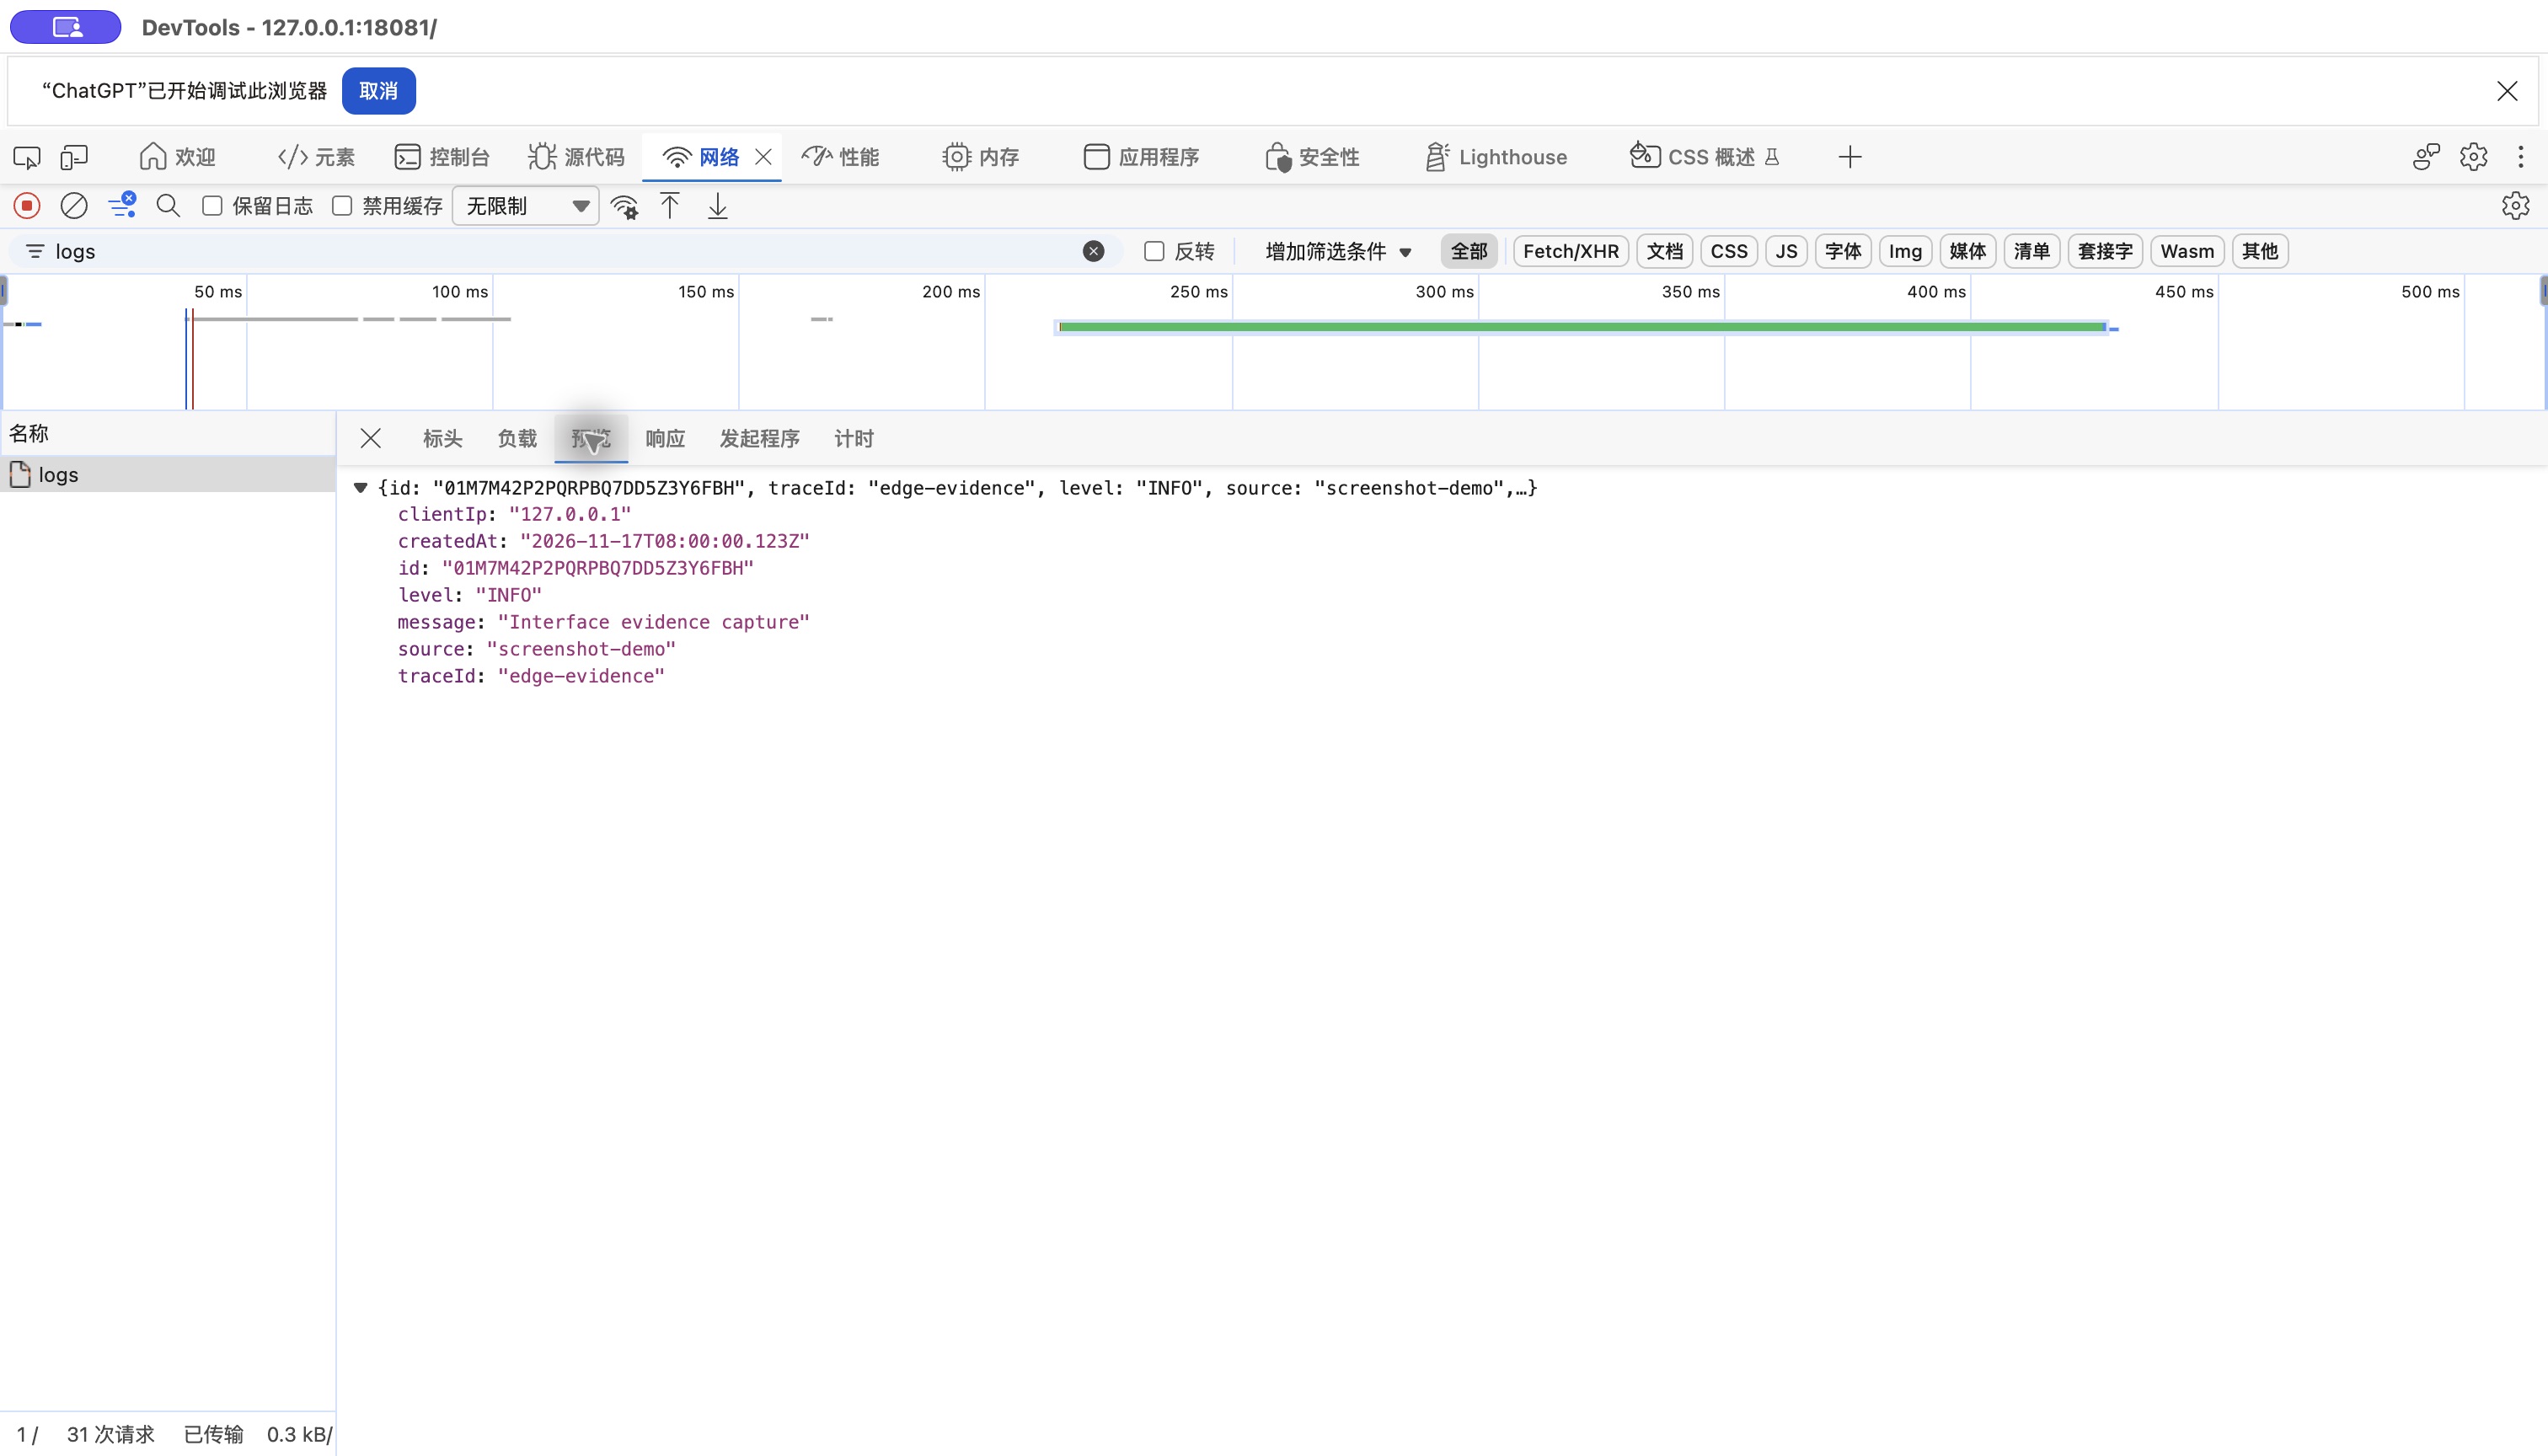 DevTools - 127.0.0.1:18081/
“ChatGPT”已开始调试此浏览器 取消
欢迎 元素 控制台 源代码 网络 性能 内存 应用程序 安全性 Lighthouse CSS 概述
保留日志 禁用缓存 无限制
logs 反转 增加筛选条件 全部 Fetch/XHR 文档 CSS JS 字体 Img 媒体 清单 套接字 Wasm 其他
50 ms 100 ms 150 ms 200 ms 250 ms 300 ms 350 ms 400 ms 450 ms 500 ms
名称 标头 负载 预览 响应 发起程序 计时
logs
{id: "01M7M42P2PQRPBQ7DD5Z3Y6FBH", traceId: "edge-evidence", level: "INFO", source: "screenshot-demo",…}
clientIp: "127.0.0.1"
createdAt: "2026-11-17T08:00:00.123Z"
id: "01M7M42P2PQRPBQ7DD5Z3Y6FBH"
level: "INFO"
message: "Interface evidence capture"
source: "screenshot-demo"
traceId: "edge-evidence"
1 / 31 次请求 已传输 0.3 kB/